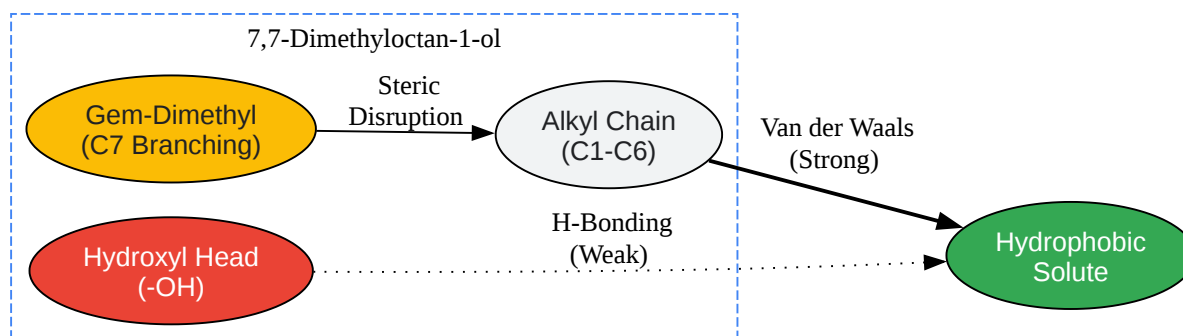 7,7-Dimethyloctan-1-ol
Gem-Dimethyl
(C7 Branching)
Steric
Disruption
Alkyl Chain
(C1-C6)
Van der Waals
(Strong)
Hydroxyl Head
(-OH)
H-Bonding
(Weak)
Hydrophobic
Solute